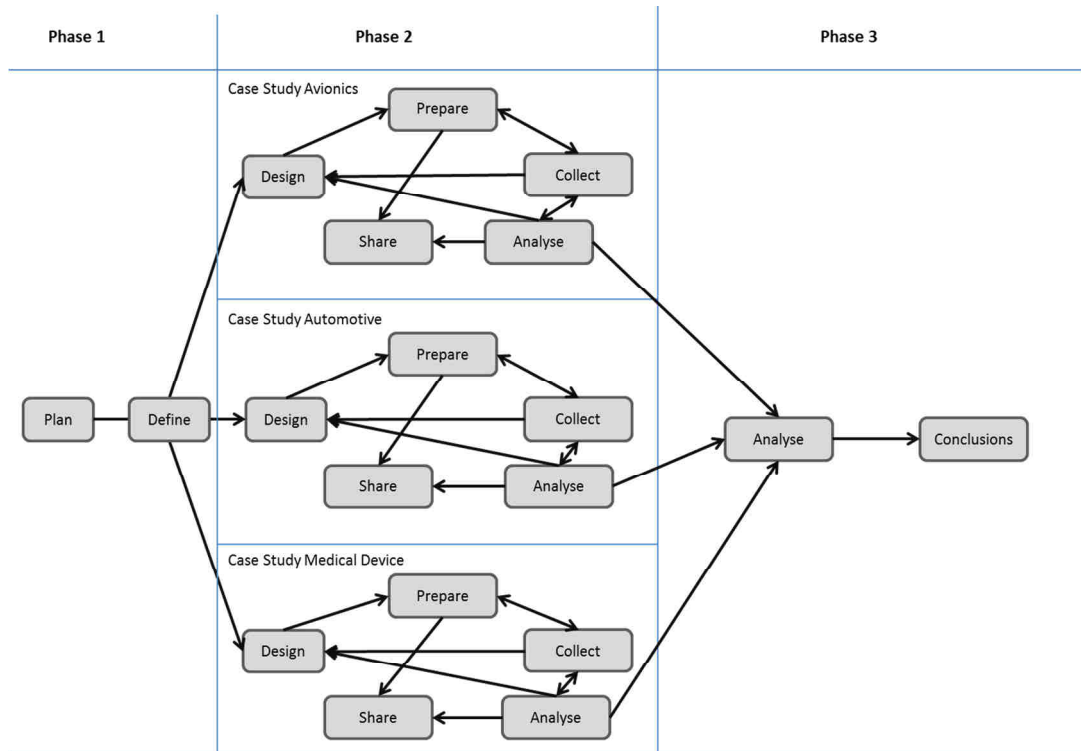 Phase 1
Phase 2
Phase 3
Case Study Avionics
Prepare
Design
Collect
Share
Analyse
Case Study Automotive
Prepare
Plan
Define
Design
Collect
Analyse
Conclusions
Share
Analyse
Case Study Medical Device
Prepare
Design
Collect
Share
Analyse